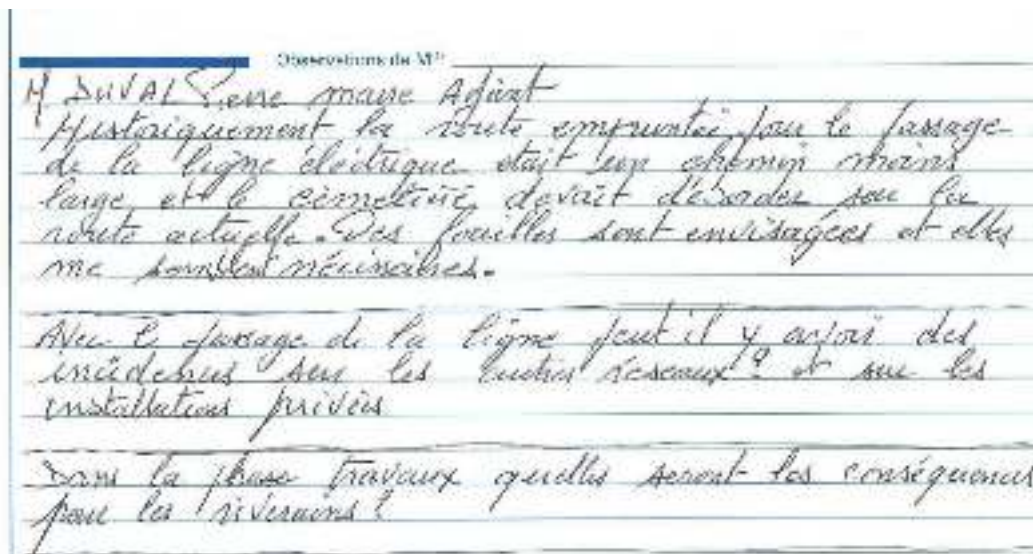 Observations de M(1)
M DUVAL Pierre maire Adjoint
Historiquement la route empruntée pour le passage
de la ligne électrique était un chemin moins
large et le cimetière devait déborder sur la
route actuelle. Des fouilles sont envisagées et elles
me semblent nécessaires.
Avec le passage de la ligne peut il y avoir des
incidences sur les autres réseaux ? et sur les
installations privées
Dans la phase travaux quelles seront les conséquences
pour les riverains ?